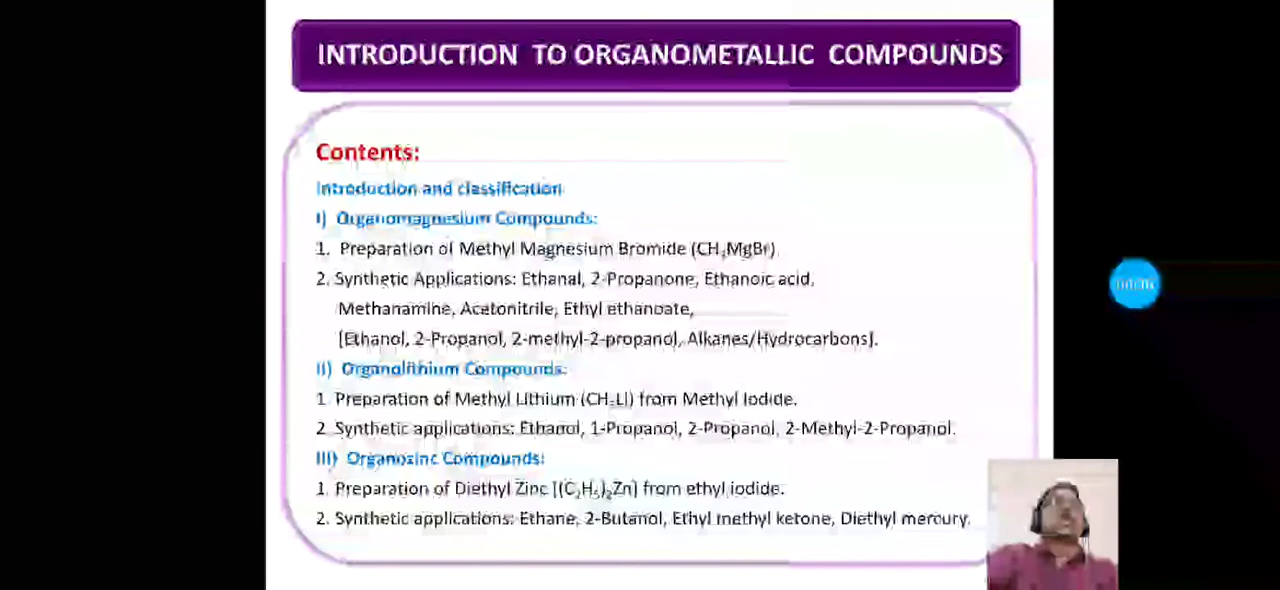 INTRODUCTION TO ORGANOMETALLIC COMPOUNDS
Contents:
Introduction and classification
I) Organomagnesium Compounds:
1. Preparation of Methyl Magnesium Bromide (CH₃MgBr)
2. Synthetic Applications: Ethanal, 2-Propanone, Ethanoic acid,
Methanamine, Acetonitrile, Ethyl ethanoate,
[Ethanol, 2-Propanol, 2-methyl-2-propanol, Alkanes/Hydrocarbons].
II) Organolithium Compounds:
1. Preparation of Methyl Lithium (CH₃Li) from Methyl Iodide.
2. Synthetic applications: Ethanol, 1-Propanol, 2-Propanol, 2-Methyl-2-Propanol.
III) Organozinc Compounds:
1. Preparation of Diethyl Zinc [(C₂H₅)₂Zn] from ethyl iodide.
2. Synthetic applications: Ethane, 2-Butanol, Ethyl methyl ketone, Diethyl mercury.